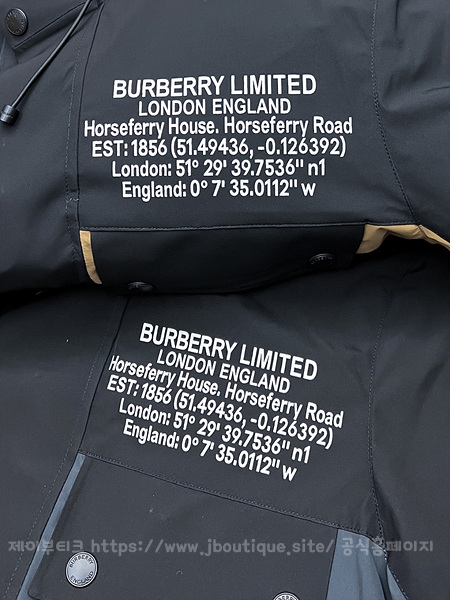 BURBERRY LIMITED
LONDON ENGLAND
Horseferry House. Horseferry Road
EST: 1856 (51.49436, -0.126392)
London: 51° 29' 39.7536" n1
England: 0° 7' 35.0112" w
BURBERRY LIMITED
LONDON ENGLAND
Horseferry House. Horseferry Road
EST: 1856 (51.49436, -0.126392)
London: 51° 29' 39.7536" n1
England: 0° 7' 35.0112" w
제이부티크 https://www.jboutique.site/ 공식홈페이지
BURBERRY
ENGLAND